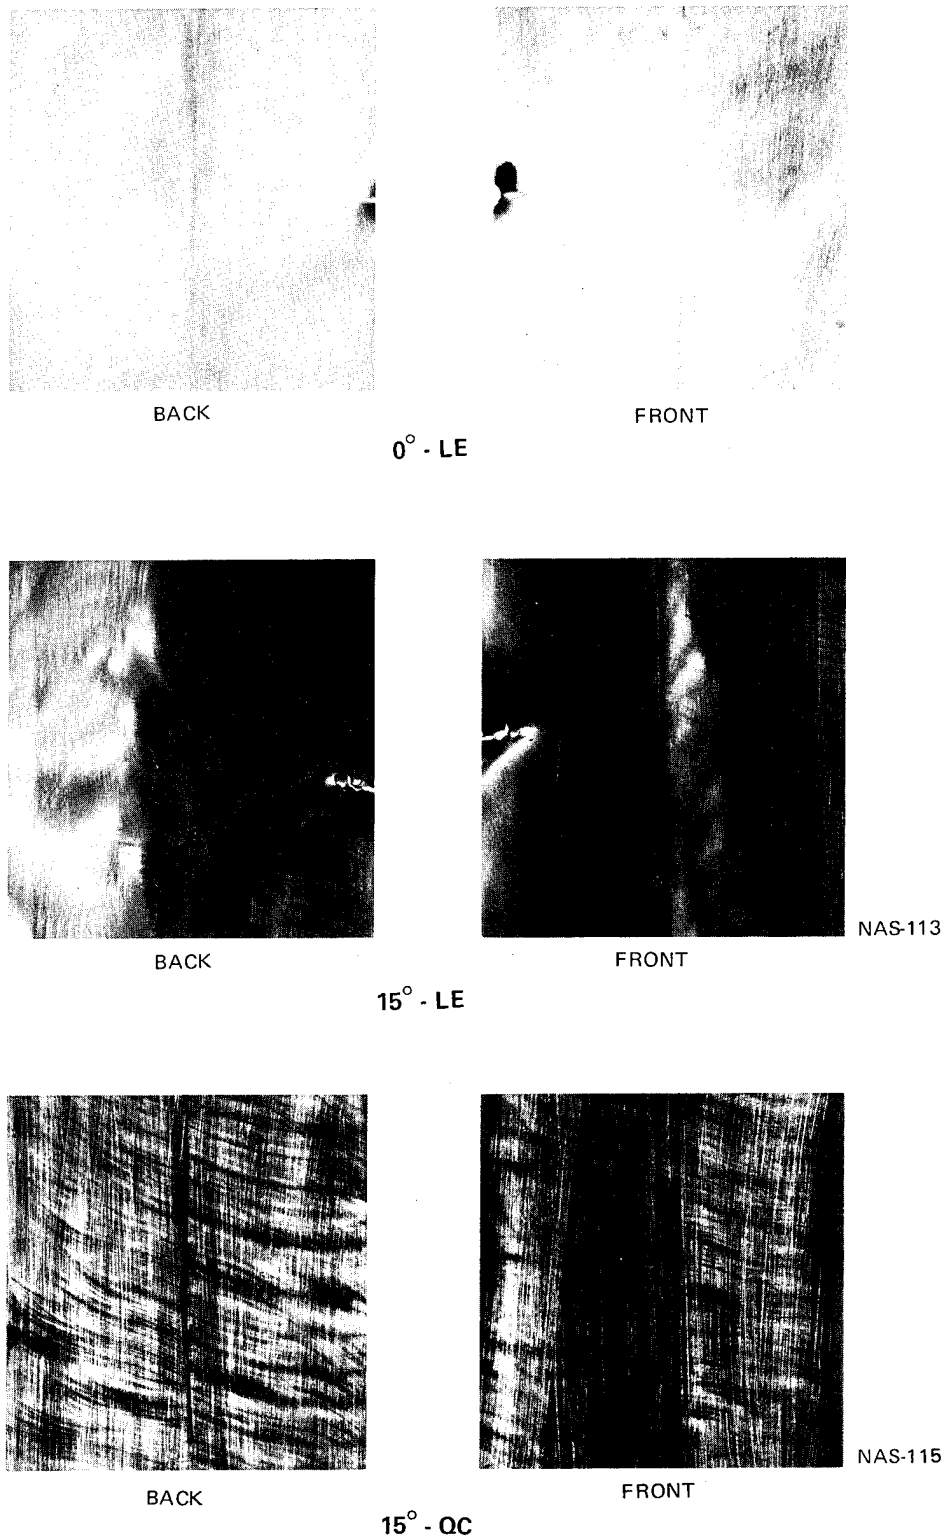 BACK FRONT
0° - LE
NAS-113
BACK FRONT
15° - LE
NAS-115
BACK FRONT
15° - QC